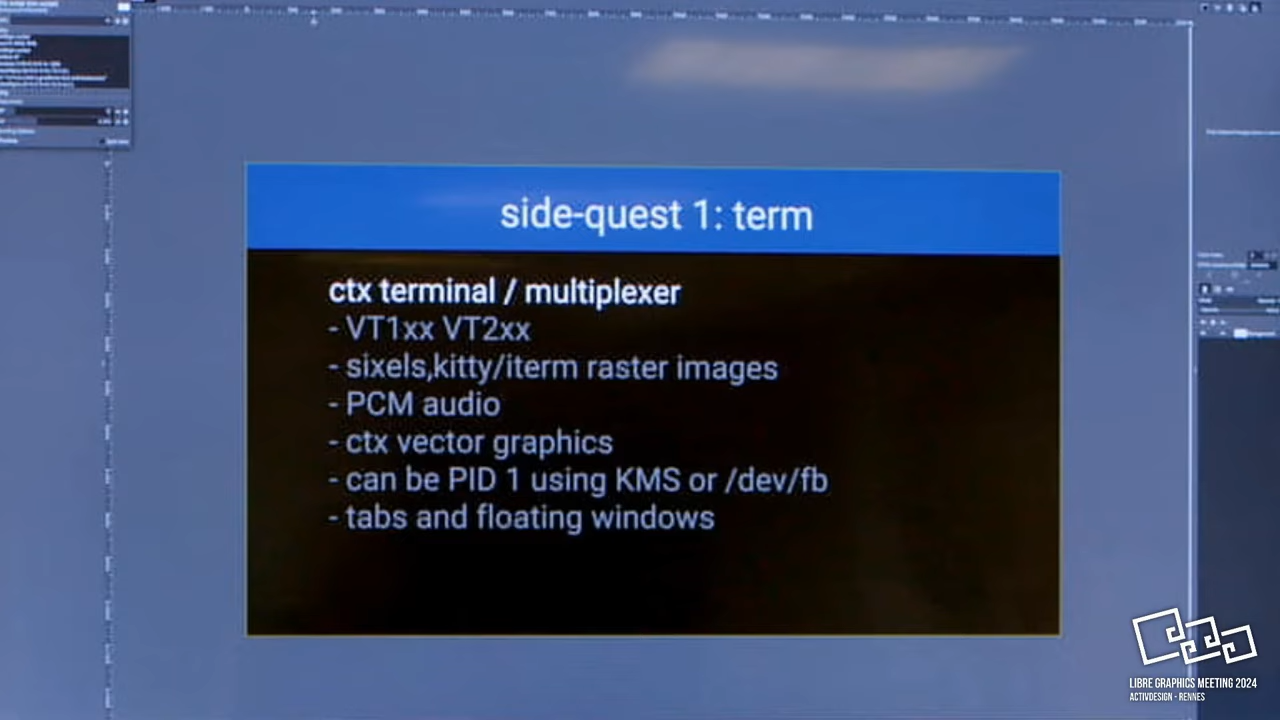 side-quest 1: term
ctx terminal / multiplexer
- VT1xx VT2xx
- sixels,kitty/iterm raster images
- PCM audio
- ctx vector graphics
- can be PID 1 using KMS or /dev/fb
- tabs and floating windows
LIBRE GRAPHICS MEETING 2024
ACTIVDESIGN - RENNES